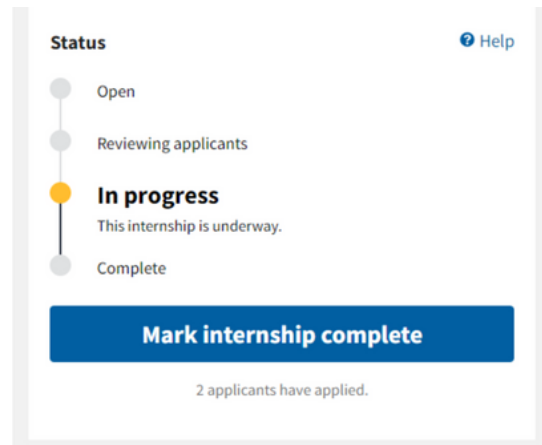 Status
Help
Open
Reviewing applicants
In progress
This internship is underway.
Complete
Mark internship complete
2 applicants have applied.